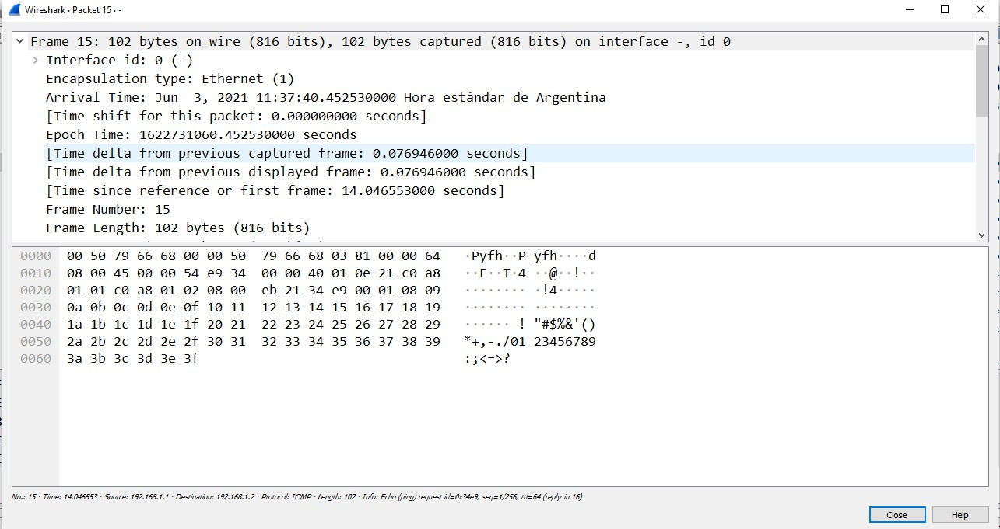 Wireshark · Packet 15 · -
Frame 15: 102 bytes on wire (816 bits), 102 bytes captured (816 bits) on interface -, id 0
Interface id: 0 (-)
Encapsulation type: Ethernet (1)
Arrival Time: Jun  3, 2021 11:37:40.452530000 Hora estándar de Argentina
[Time shift for this packet: 0.000000000 seconds]
Epoch Time: 1622731060.452530000 seconds
[Time delta from previous captured frame: 0.076946000 seconds]
[Time delta from previous displayed frame: 0.076946000 seconds]
[Time since reference or first frame: 14.046553000 seconds]
Frame Number: 15
Frame Length: 102 bytes (816 bits)
0000 00 50 79 66 68 00 00 50 79 66 68 03 81 00 00 64 ·Pyfh··P yfh····d
0010 08 00 45 00 00 54 e9 34 00 00 40 01 0e 21 c0 a8 ··E··T·4 ··@··!··
0020 01 01 c0 a8 01 02 08 00 eb 21 34 e9 00 01 08 09 ········ ·!4·····
0030 0a 0b 0c 0d 0e 0f 10 11 12 13 14 15 16 17 18 19 ········ ········
0040 1a 1b 1c 1d 1e 1f 20 21 22 23 24 25 26 27 28 29 ······ ! "#$%&'()
0050 2a 2b 2c 2d 2e 2f 30 31 32 33 34 35 36 37 38 39 *+,-./01 23456789
0060 3a 3b 3c 3d 3e 3f :;<=>?
No.: 15 · Time: 14.046553 · Source: 192.168.1.1 · Destination: 192.168.1.2 · Protocol: ICMP · Length: 102 · Info: Echo (ping) request id=0x34e9, seq=1/256, ttl=64 (reply in 16)
Close Help